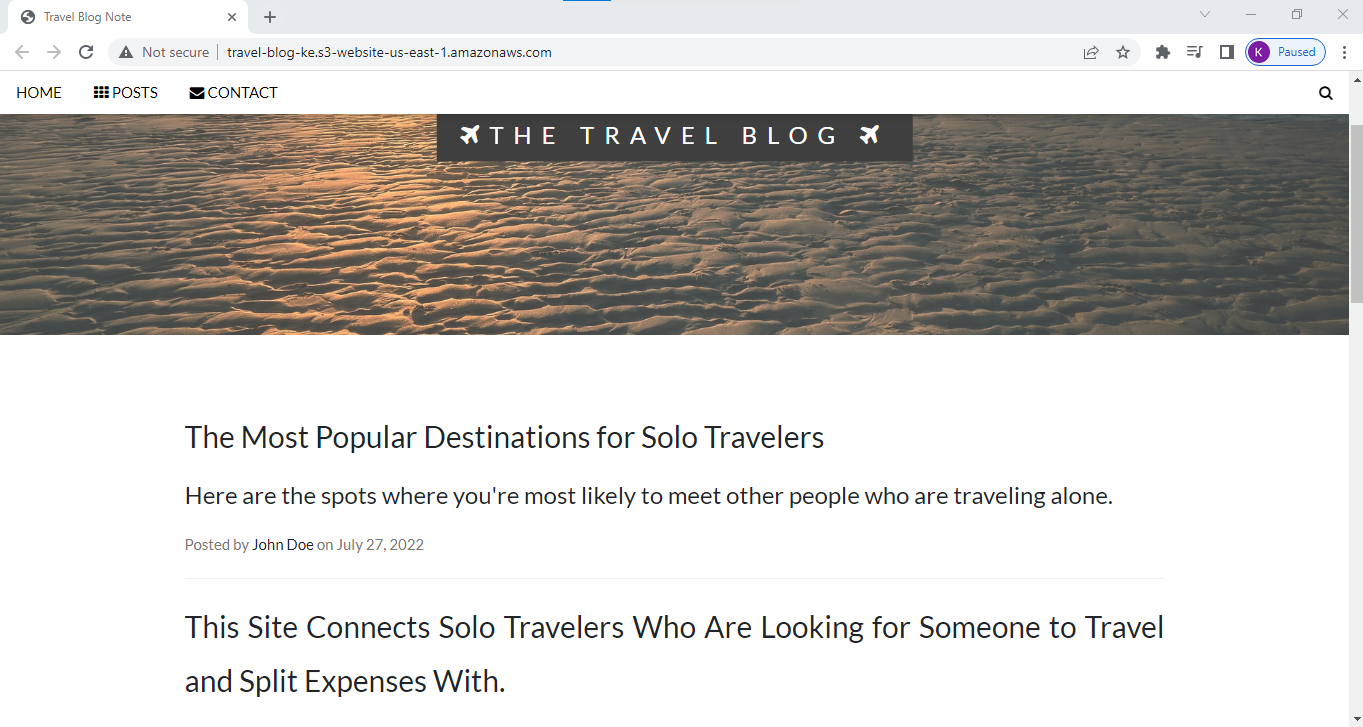 Travel Blog Note
Not secure travel-blog-ke.s3-website-us-east-1.amazonaws.com K Paused
HOME POSTS CONTACT
THE TRAVEL BLOG
The Most Popular Destinations for Solo Travelers
Here are the spots where you're most likely to meet other people who are traveling alone.
Posted by John Doe on July 27, 2022
This Site Connects Solo Travelers Who Are Looking for Someone to Travel
and Split Expenses With.